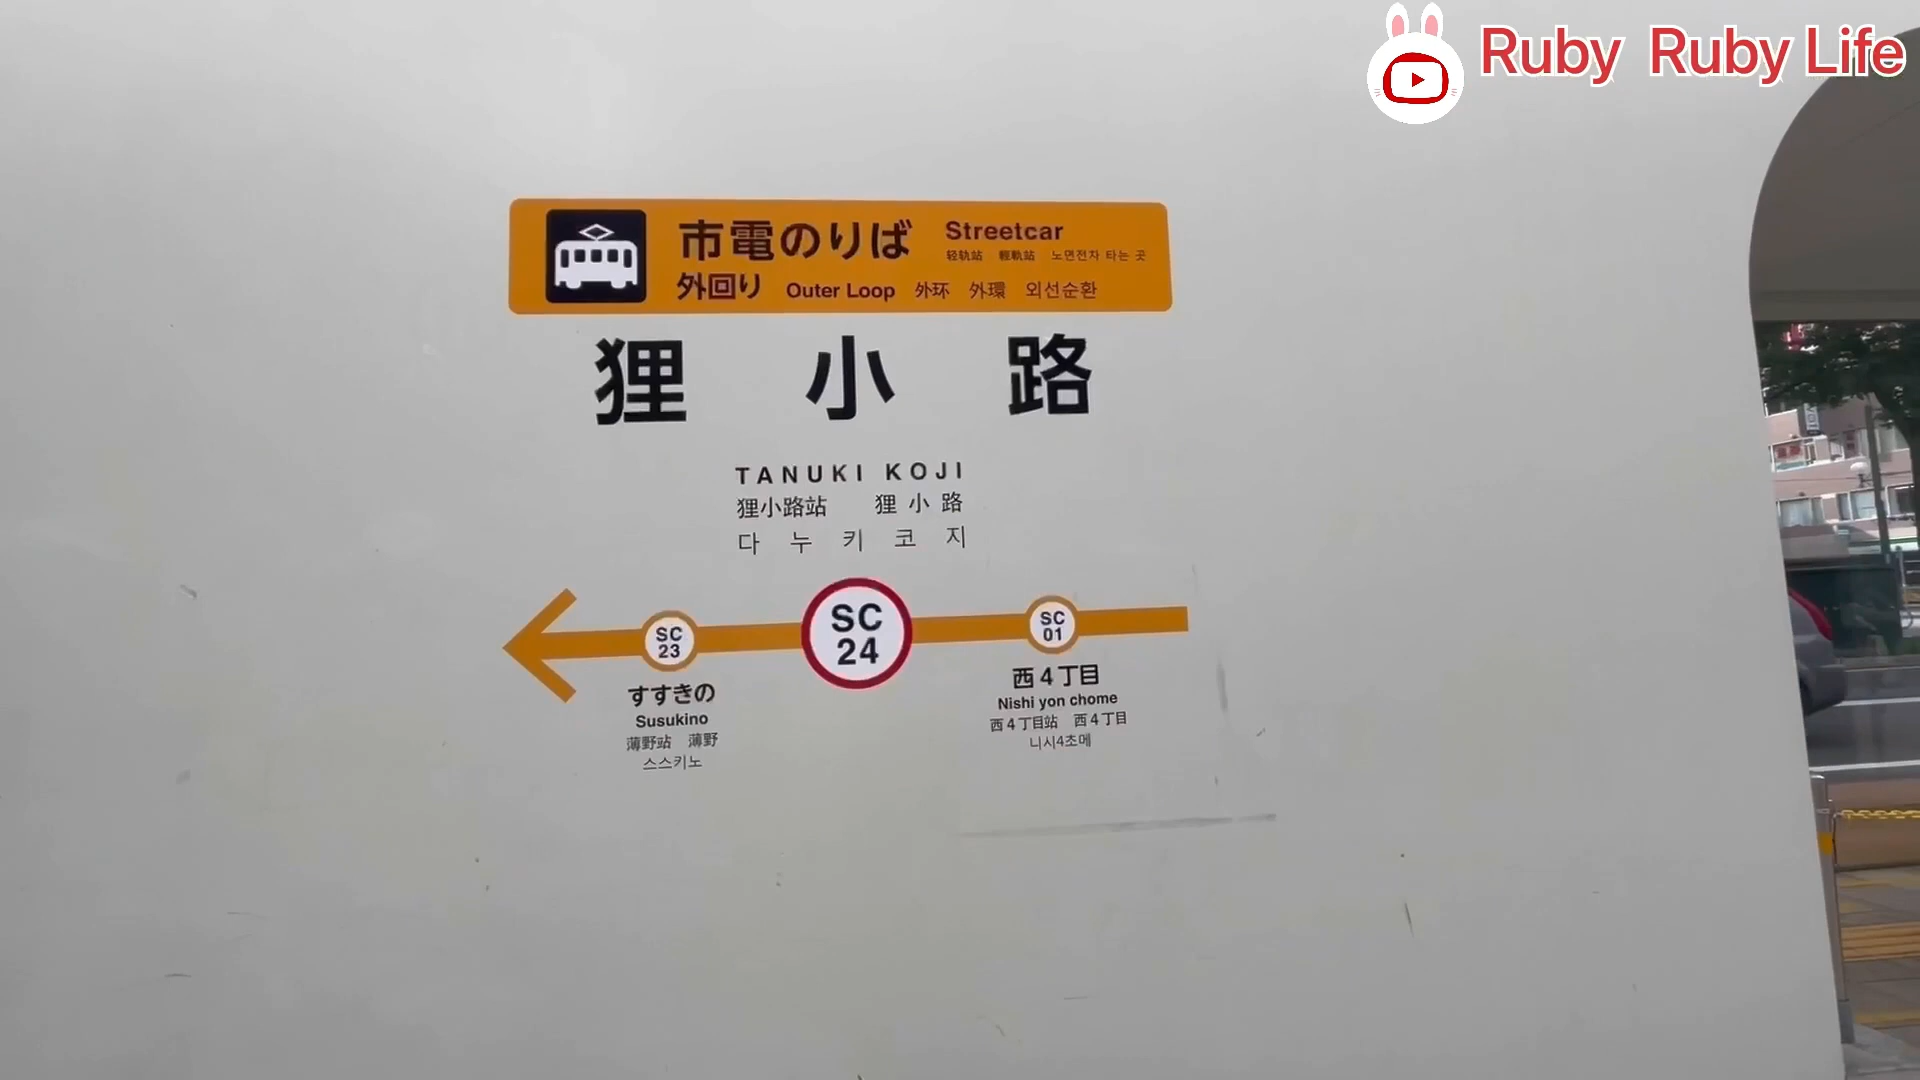 Ruby Ruby Life
市電のりば Streetcar
轻轨站 輕軌站 노면전차 타는 곳
外回り Outer Loop 外环 外環 외선순환
狸小路
TANUKI KOJI
狸小路站 狸小路
다누키코지
SC
23
SC
24
SC
01
すすきの
Susukino
薄野站 薄野
스스키노
西4丁目
Nishi yon chome
西4丁目站 西4丁目
니시4초메